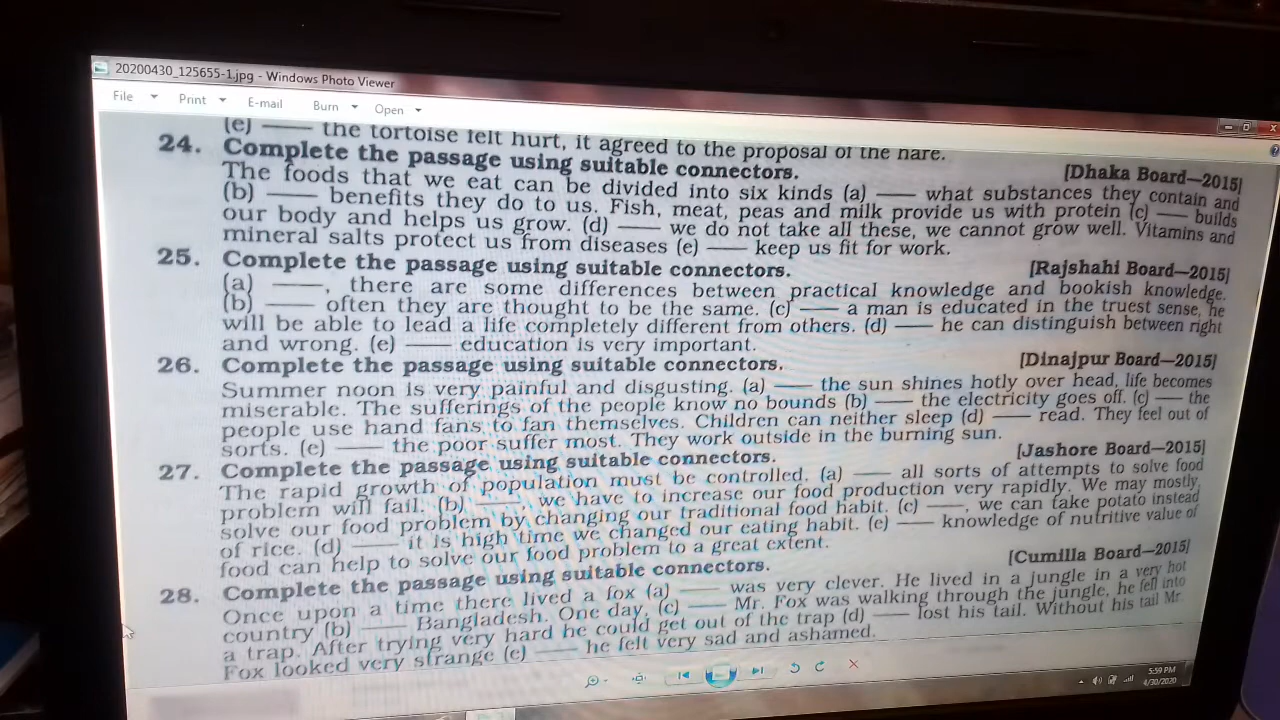 20200430_125655-1.jpg - Windows Photo Viewer
File Print E-mail Burn Open
(e) —— the tortoise felt hurt, it agreed to the proposal of the hare.
24. Complete the passage using suitable connectors. [Dhaka Board—2015]
The foods that we eat can be divided into six kinds (a) —— what substances they contain and
(b) —— benefits they do to us. Fish, meat, peas and milk provide us with protein (c) —— builds
our body and helps us grow. (d) —— we do not take all these, we cannot grow well. Vitamins and
mineral salts protect us from diseases (e) —— keep us fit for work.
25. Complete the passage using suitable connectors. [Rajshahi Board—2015]
(a) ——, there are some differences between practical knowledge and bookish knowledge.
(b) —— often they are thought to be the same. (c) —— a man is educated in the truest sense, he
will be able to lead a life completely different from others. (d) —— he can distinguish between right
and wrong. (e) —— education is very important.
26. Complete the passage using suitable connectors. [Dinajpur Board—2015]
Summer noon is very painful and disgusting. (a) —— the sun shines hotly over head, life becomes
miserable. The sufferings of the people know no bounds (b) —— the electricity goes off. (c) —— the
people use hand fans to fan themselves. Children can neither sleep (d) —— read. They feel out of
sorts. (e) —— the poor suffer most. They work outside in the burning sun.
27. Complete the passage using suitable connectors. [Jashore Board—2015]
The rapid growth of population must be controlled. (a) —— all sorts of attempts to solve food
problem will fail. (b) —— we have to increase our food production very rapidly. We may mostly
solve our food problem by changing our traditional food habit. (c) ——, we can take potato instead
of rice. (d) —— it is high time we changed our eating habit. (e) —— knowledge of nutritive value of
food can help to solve our food problem to a great extent.
28. Complete the passage using suitable connectors. [Cumilla Board—2015]
Once upon a time there lived a fox (a) —— was very clever. He lived in a jungle in a very hot
country (b) —— Bangladesh. One day, (c) —— Mr. Fox was walking through the jungle, he fell into
a trap. After trying very hard he could get out of the trap (d) —— lost his tail. Without his tail Mr.
Fox looked very strange (e) —— he felt very sad and ashamed.
5:59 PM
4/30/2020